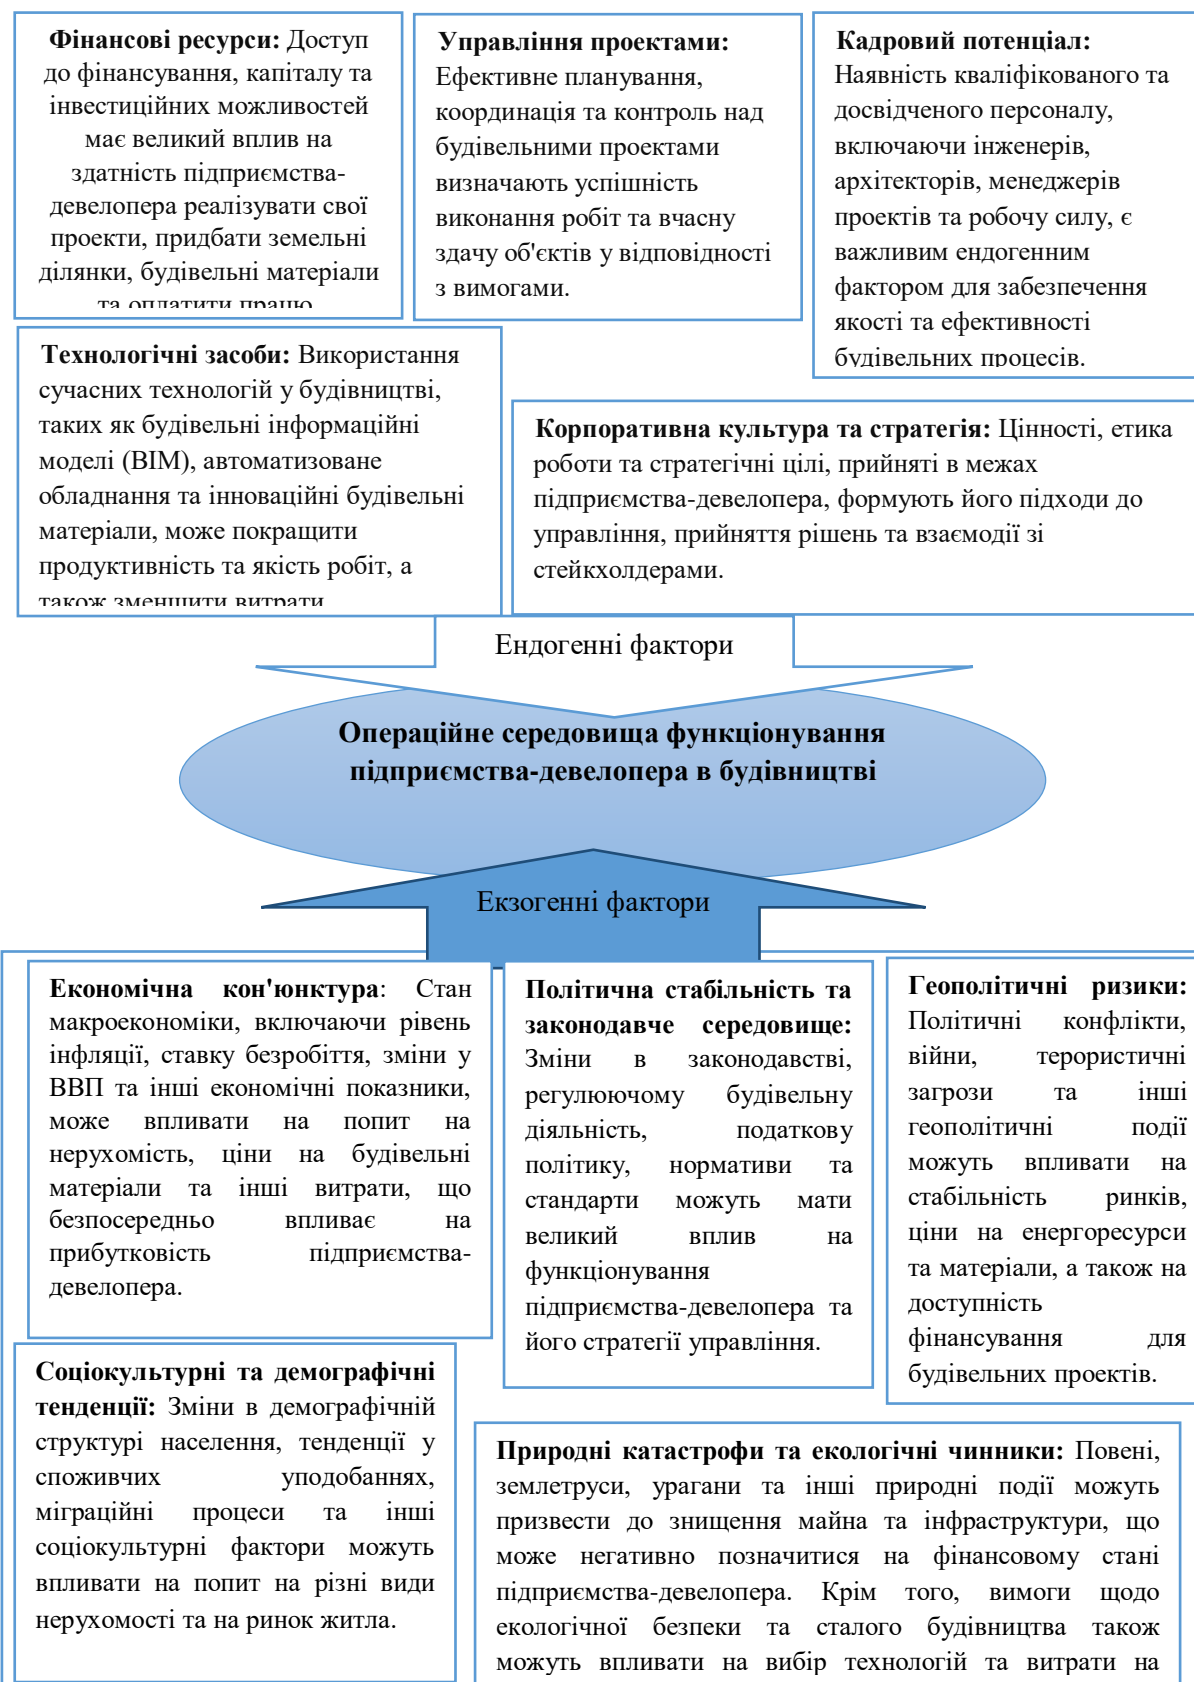 Фінансові ресурси: Доступ
до фінансування, капіталу та
інвестиційних можливостей
має великий вплив на
здатність підприємства-
девелопера реалізувати свої
проекти, придбати земельні
ділянки, будівельні матеріали
та оплатити працю
Управління проектами:
Ефективне планування,
координація та контроль над
будівельними проектами
визначають успішність
виконання робіт та вчасну
здачу об'єктів у відповідності
з вимогами.
Кадровий потенціал:
Наявність кваліфікованого та
досвідченого персоналу,
включаючи інженерів,
архітекторів, менеджерів
проектів та робочу силу, є
важливим ендогенним
фактором для забезпечення
якості та ефективності
будівельних процесів.
Технологічні засоби: Використання
сучасних технологій у будівництві,
таких як будівельні інформаційні
моделі (BIM), автоматизоване
обладнання та інноваційні будівельні
матеріали, може покращити
продуктивність та якість робіт, а
також зменшити витрати
Корпоративна культура та стратегія: Цінності, етика
роботи та стратегічні цілі, прийняті в межах
підприємства-девелопера, формують його підходи до
управління, прийняття рішень та взаємодії зі
стейкхолдерами.
Ендогенні фактори
Операційне середовища функціонування
підприємства-девелопера в будівництві
Екзогенні фактори
Економічна кон'юнктура: Стан
макроекономіки, включаючи рівень
інфляції, ставку безробіття, зміни у
ВВП та інші економічні показники,
може впливати на попит на
нерухомість, ціни на будівельні
матеріали та інші витрати, що
безпосередньо впливає на
прибутковість підприємства-
девелопера.
Політична стабільність та
законодавче середовище:
Зміни в законодавстві,
регулюючому будівельну
діяльність, податкову
політику, нормативи та
стандарти можуть мати
великий вплив на
функціонування
підприємства-девелопера та
його стратегії управління.
Геополітичні ризики:
Політичні конфлікти,
війни, терористичні
загрози та інші
геополітичні події
можуть впливати на
стабільність ринків,
ціни на енергоресурси
та матеріали, а також на
доступність
фінансування для
будівельних проектів.
Соціокультурні та демографічні
тенденції: Зміни в демографічній
структурі населення, тенденції у
споживчих уподобаннях,
міграційні процеси та інші
соціокультурні фактори можуть
впливати на попит на різні види
нерухомості та на ринок житла.
Природні катастрофи та екологічні чинники: Повені,
землетруси, урагани та інші природні події можуть
призвести до знищення майна та інфраструктури, що
може негативно позначитися на фінансовому стані
підприємства-девелопера. Крім того, вимоги щодо
екологічної безпеки та сталого будівництва також
можуть впливати на вибір технологій та витрати на